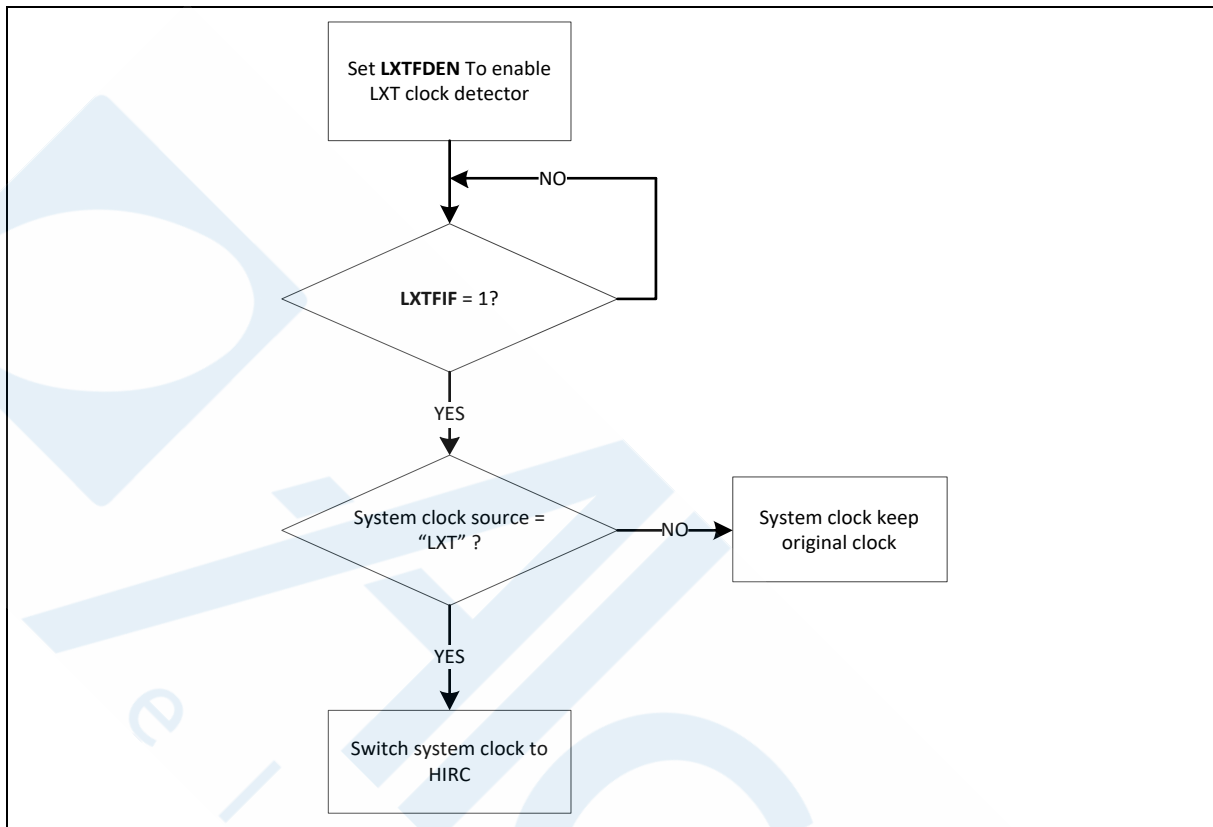 Set LXTFDEN To enable
LXT clock detector
NO
LXTFIF = 1?
YES
System clock source =
“LXT” ?
NO
System clock keep
original clock
YES
Switch system clock to
HIRC